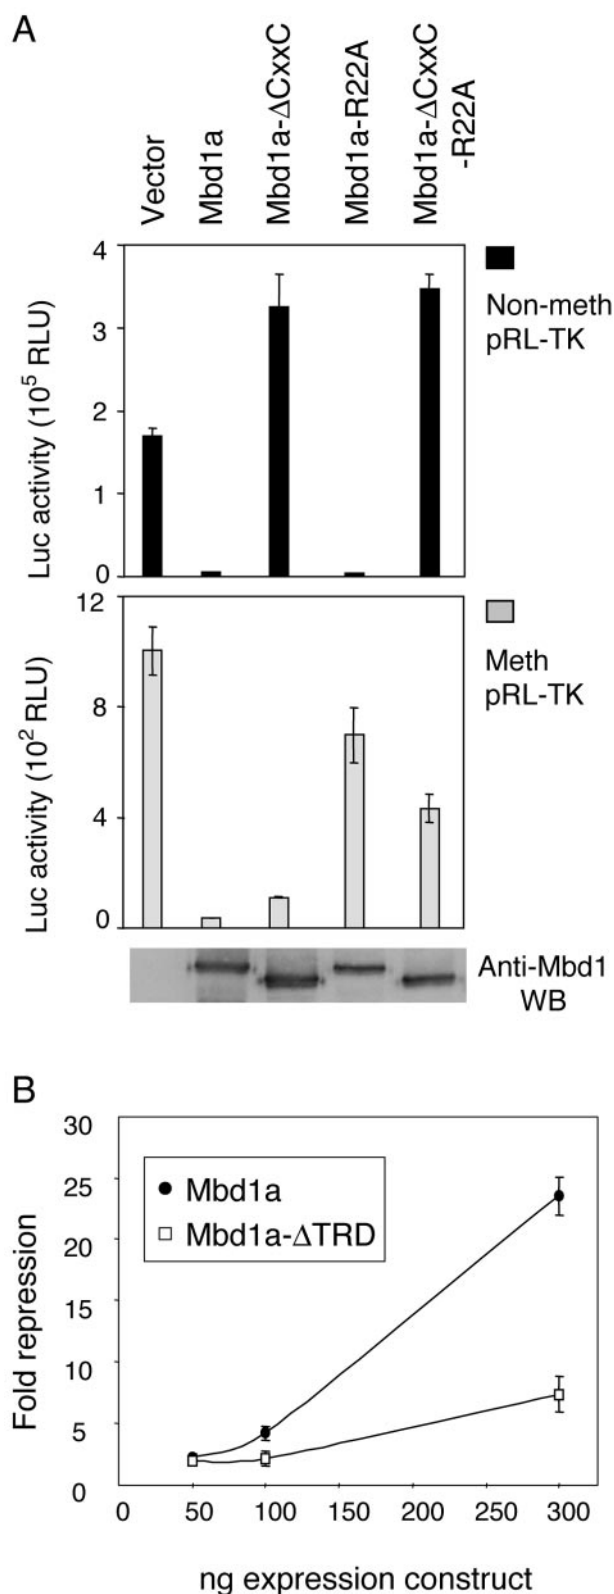 A
Vector
Mbd1a
Mbd1a-ΔCxxC
Mbd1a-R22A
Mbd1a-ΔCxxC
-R22A
Luc activity (10⁵ RLU)
4
3
2
1
0
Non-meth
pRL-TK
Luc activity (10² RLU)
12
8
4
0
Meth
pRL-TK
Anti-Mbd1
WB
B
Fold repression
30
25
20
15
10
5
0
Mbd1a
Mbd1a-ΔTRD
0 50 100 150 200 250 300
ng expression construct